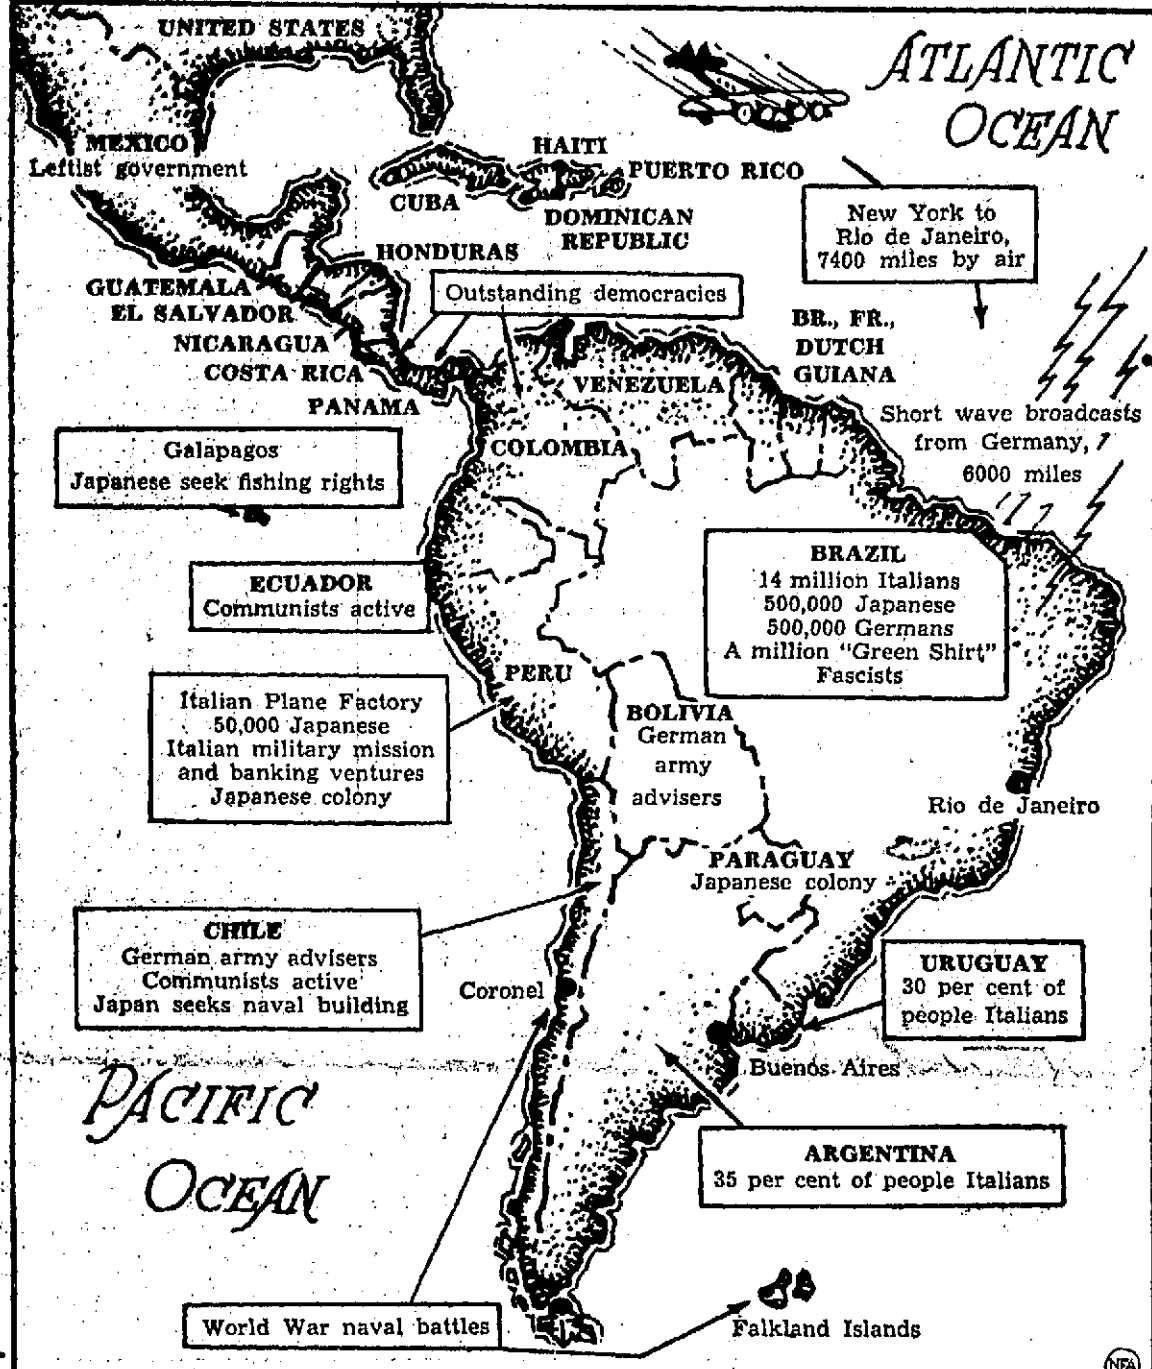 UNITED STATES
ATLANTIC
OCEAN
MEXICO
Leftist government
HAITI
PUERTO RICO
CUBA
DOMINICAN
REPUBLIC
New York to
Rio de Janeiro,
7400 miles by air
HONDURAS
GUATEMALA
EL SALVADOR
NICARAGUA
COSTA RICA
PANAMA
Outstanding democracies
BR., FR.,
DUTCH
GUIANA
VENEZUELA
COLOMBIA
Short wave broadcasts
from Germany,
6000 miles
Galapagos
Japanese seek fishing rights
ECUADOR
Communists active
BRAZIL
14 million Italians
500,000 Japanese
500,000 Germans
A million "Green Shirt"
Fascists
PERU
Italian Plane Factory
50,000 Japanese
Italian military mission
and banking ventures
Japanese colony
BOLIVIA
German
army
advisers
Rio de Janeiro
PARAGUAY
Japanese colony
CHILE
German army advisers
Communists active
Japan seeks naval building
Coronel
URUGUAY
30 per cent of
people Italians
Buenos Aires
PACIFIC
OCEAN
ARGENTINA
35 per cent of people Italians
World War naval battles
Falkland Islands
NEA